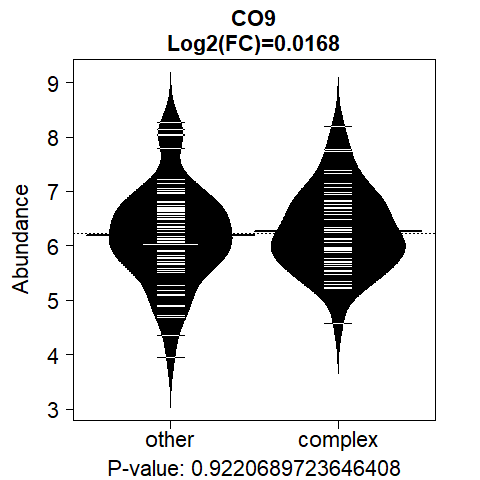 CO9
Log2(FC)=0.0168
Abundance
9
8
7
6
5
4
3
other complex
P-value: 0.9220689723646408